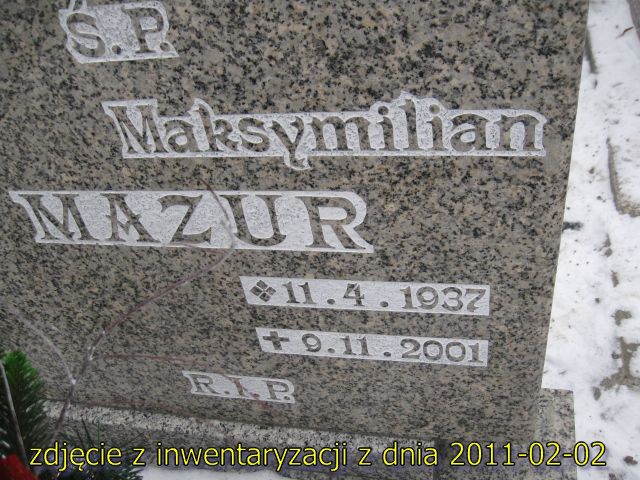 Ś.P.
Maksymilian
MAZUR
❖ 11.4.1937
✝ 9.11.2001
R.I.P.
zdjęcie z inwentaryzacji z dnia 2011-02-02